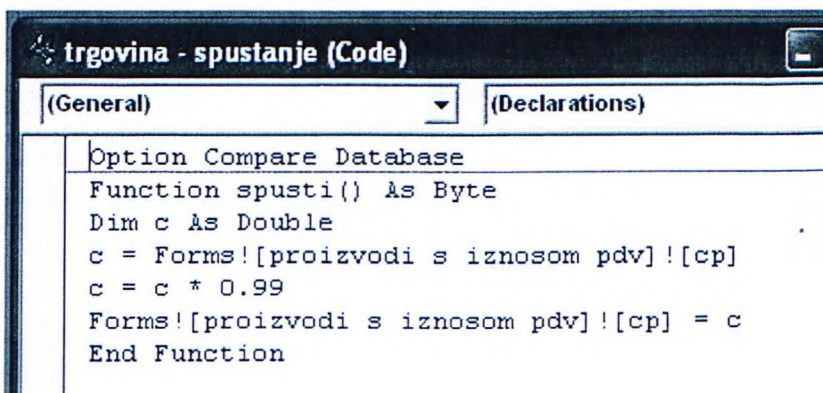 trgovina - spustanje (Code)
(General) (Declarations)
Option Compare Database
Function spusti() As Byte
Dim c As Double
c = Forms![proizvodi s iznosom pdv]![cp]
c = c * 0.99
Forms![proizvodi s iznosom pdv]![cp] = c
End Function